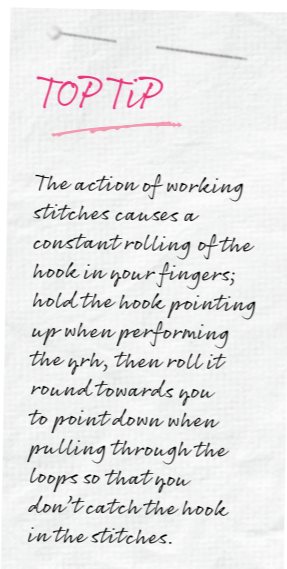 TOP TiP
The action of working
stitches causes a
constant rolling of the
hook in your fingers;
hold the hook pointing
up when performing
the yrh, then roll it
round towards you
to point down when
pulling through the
loops so that you
don't catch the hook
in the stitches.